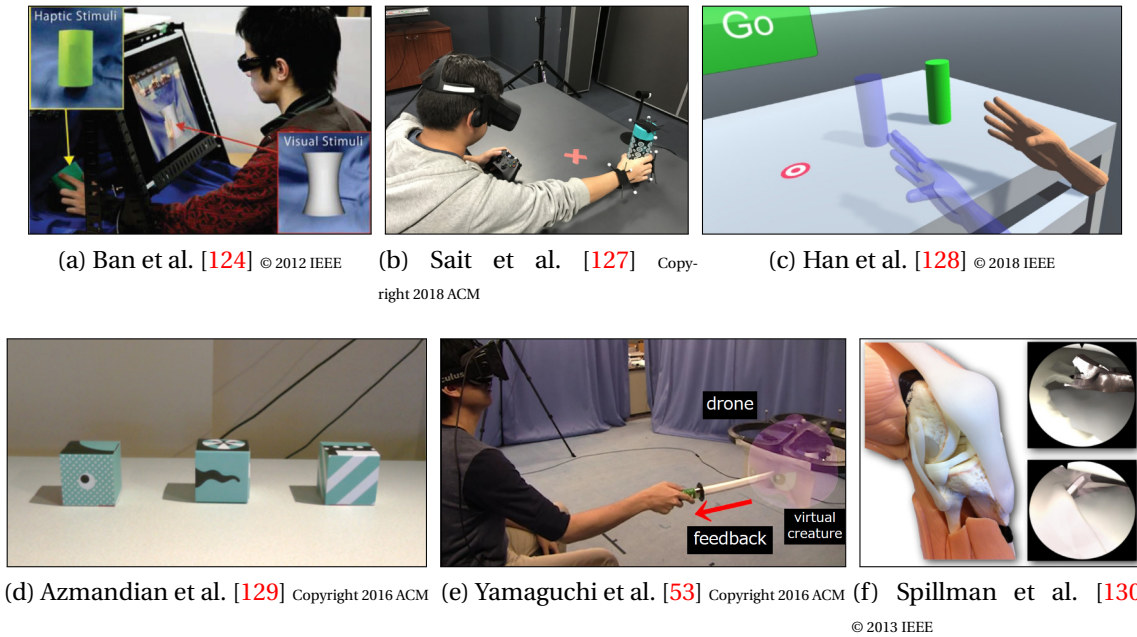 Haptic Stimuli
Visual Stimuli
Go
(a) Ban et al. [124] © 2012 IEEE
(b) Sait et al. [127] Copy-
right 2018 ACM
(c) Han et al. [128] © 2018 IEEE
drone
virtual
creature
feedback
(d) Azmandian et al. [129] Copyright 2016 ACM
(e) Yamaguchi et al. [53] Copyright 2016 ACM
(f) Spillman et al. [130
© 2013 IEEE